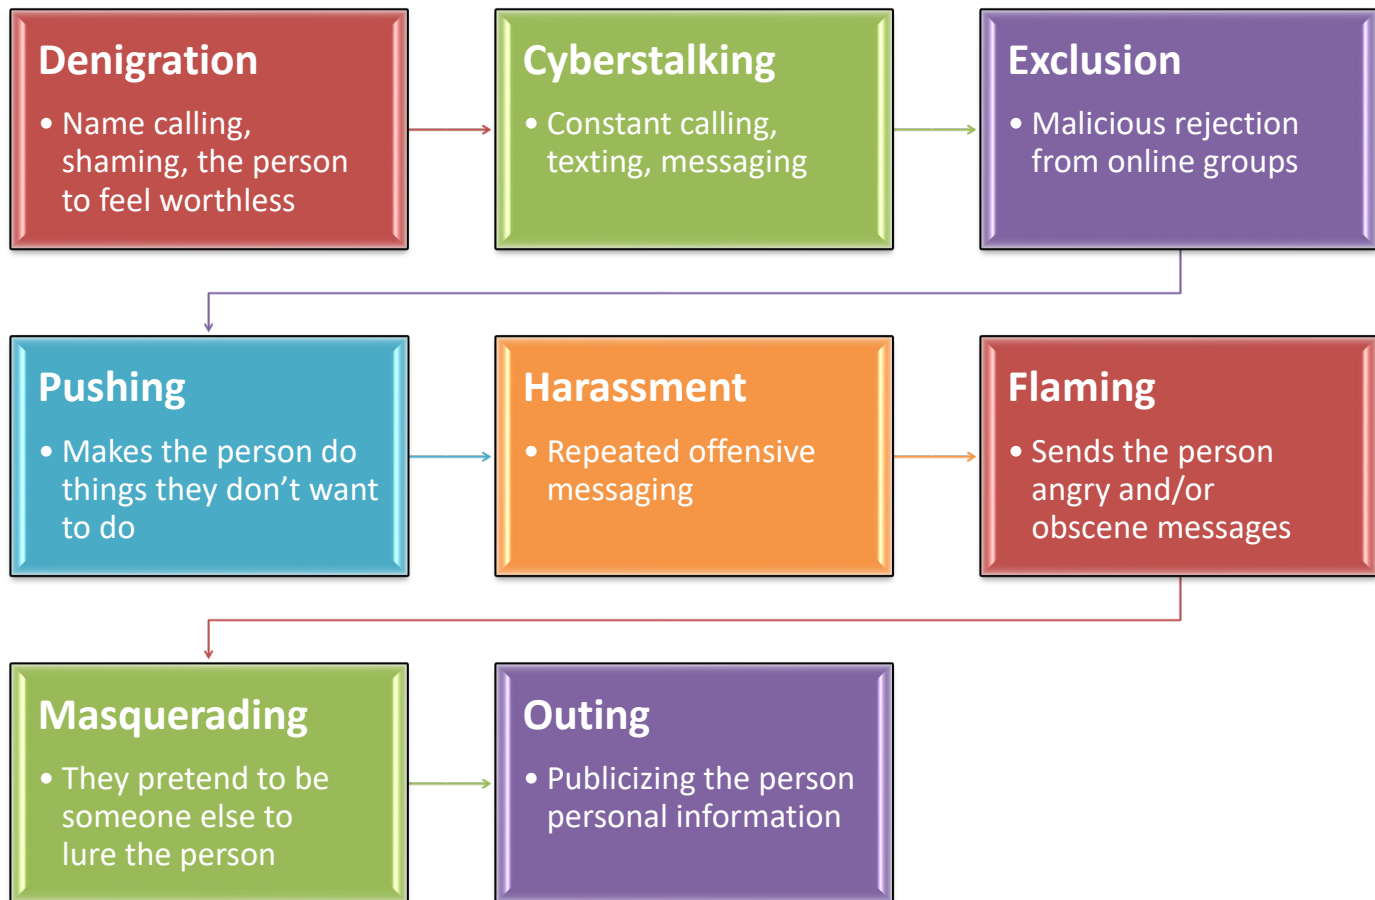 Denigration
• Name calling,
shaming, the person
to feel worthless
Cyberstalking
• Constant calling,
texting, messaging
Exclusion
• Malicious rejection
from online groups
Pushing
• Makes the person do
things they don’t want
to do
Harassment
• Repeated offensive
messaging
Flaming
• Sends the person
angry and/or
obscene messages
Masquerading
• They pretend to be
someone else to
lure the person
Outing
• Publicizing the person
personal information